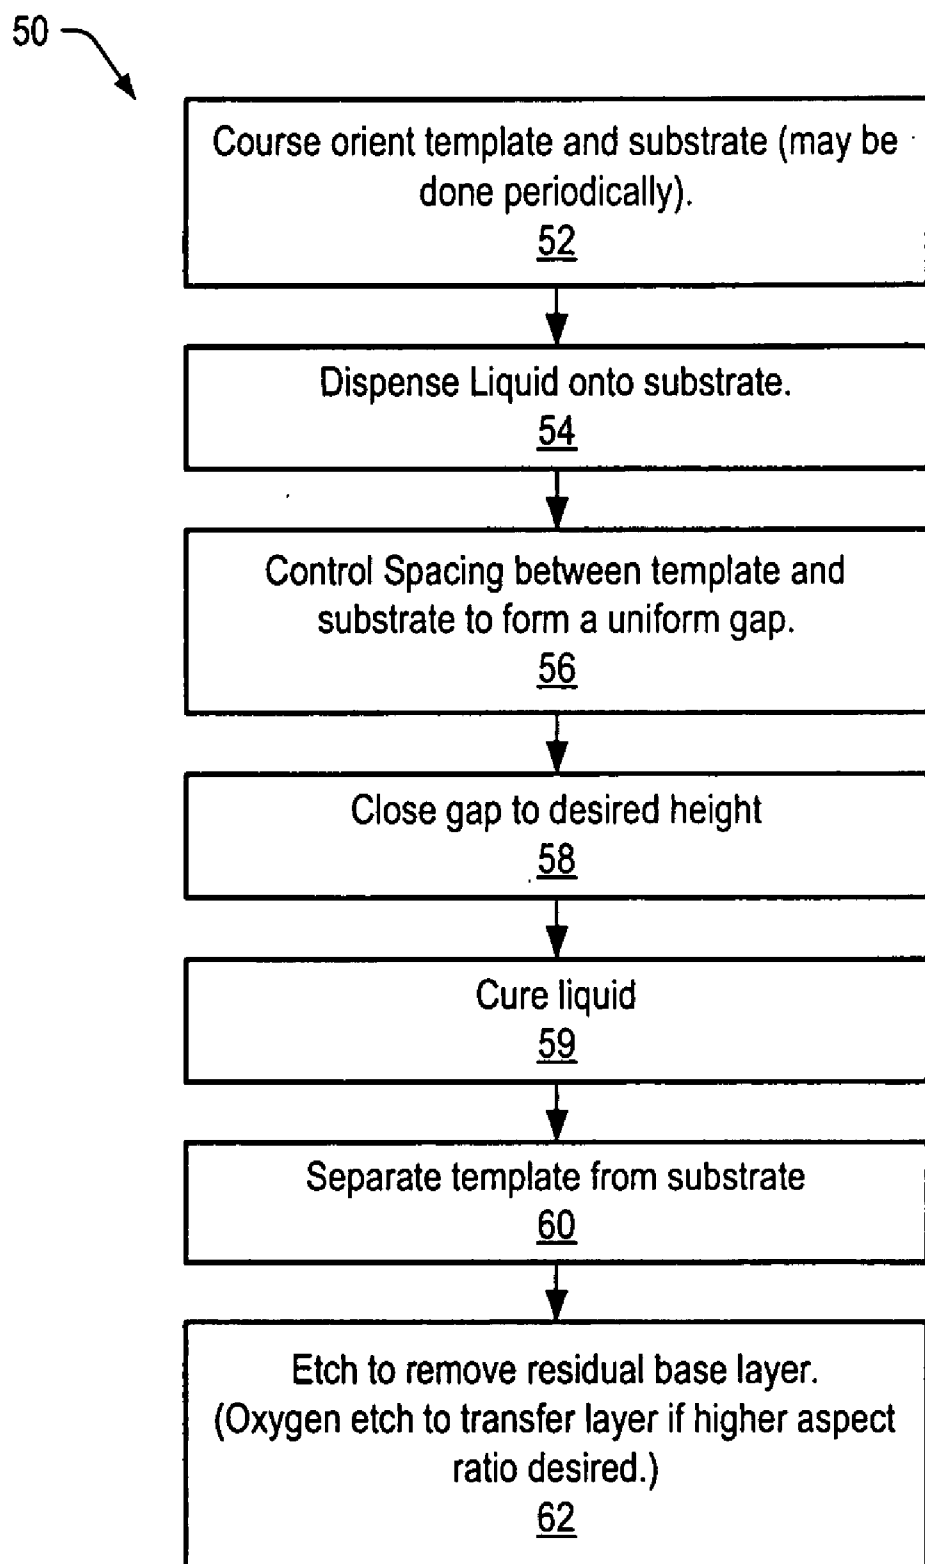 50
Course orient template and substrate (may be
done periodically).
52
Dispense Liquid onto substrate.
54
Control Spacing between template and
substrate to form a uniform gap.
56
Close gap to desired height
58
Cure liquid
59
Separate template from substrate
60
Etch to remove residual base layer.
(Oxygen etch to transfer layer if higher aspect
ratio desired.)
62